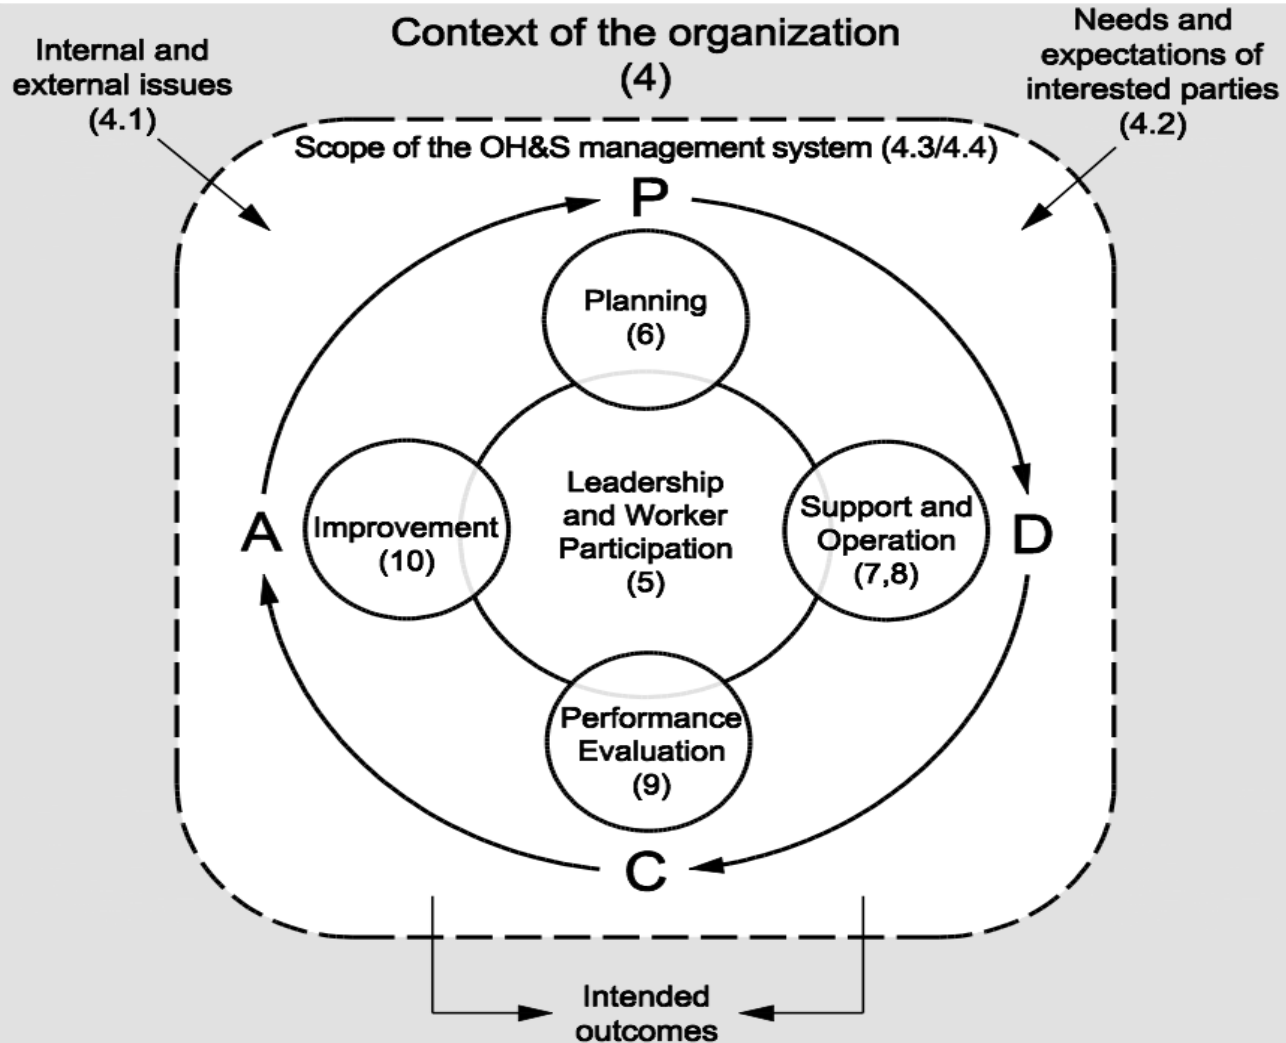 Context of the organization
(4)
Internal and
external issues
(4.1)
Needs and
expectations of
interested parties
(4.2)
Scope of the OH&S management system (4.3/4.4)
P
Planning
(6)
A
Improvement
(10)
Leadership
and Worker
Participation
(5)
Support and
Operation
(7,8)
D
Performance
Evaluation
(9)
C
Intended
outcomes